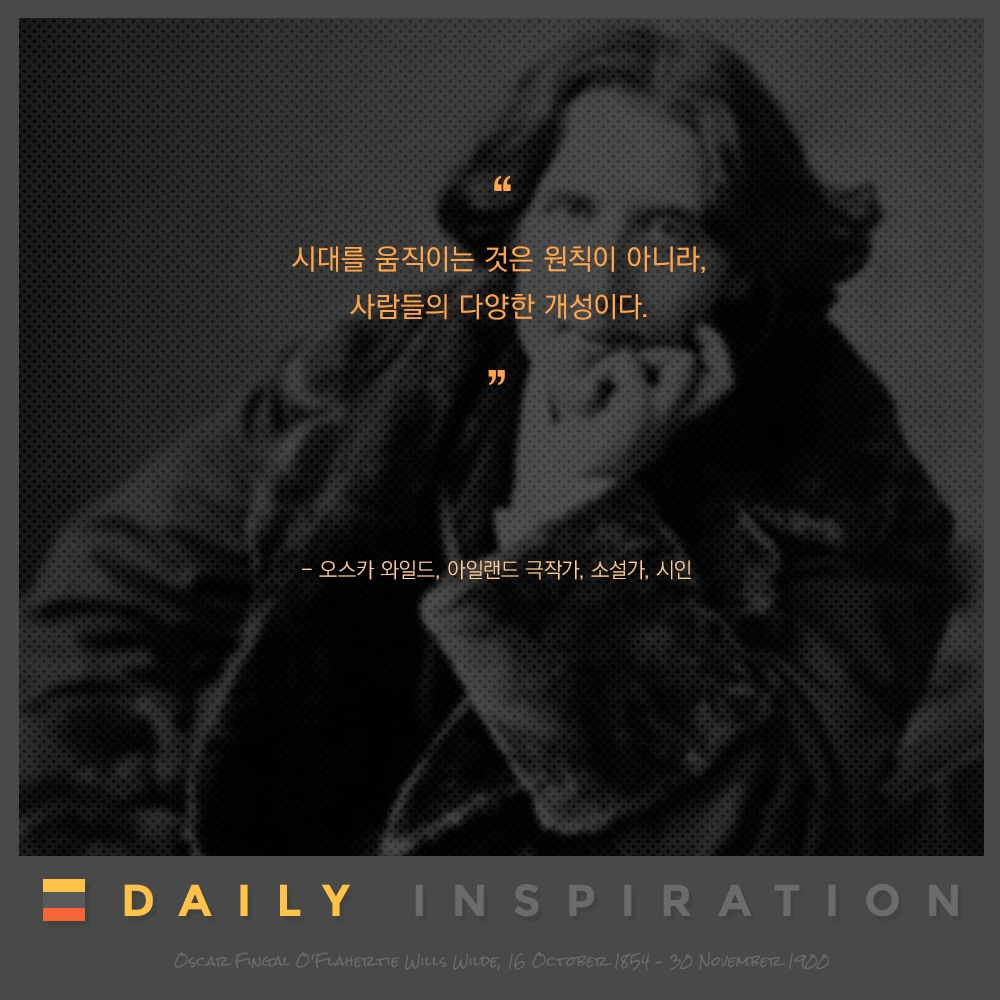 “
시대를 움직이는 것은 원칙이 아니라,
사람들의 다양한 개성이다.
”
- 오스카 와일드, 아일랜드 극작가, 소설가, 시인
DAILY INSPIRATION
Oscar Fingal O'Flahertie Wills Wilde, 16 October 1854 - 30 November 1900